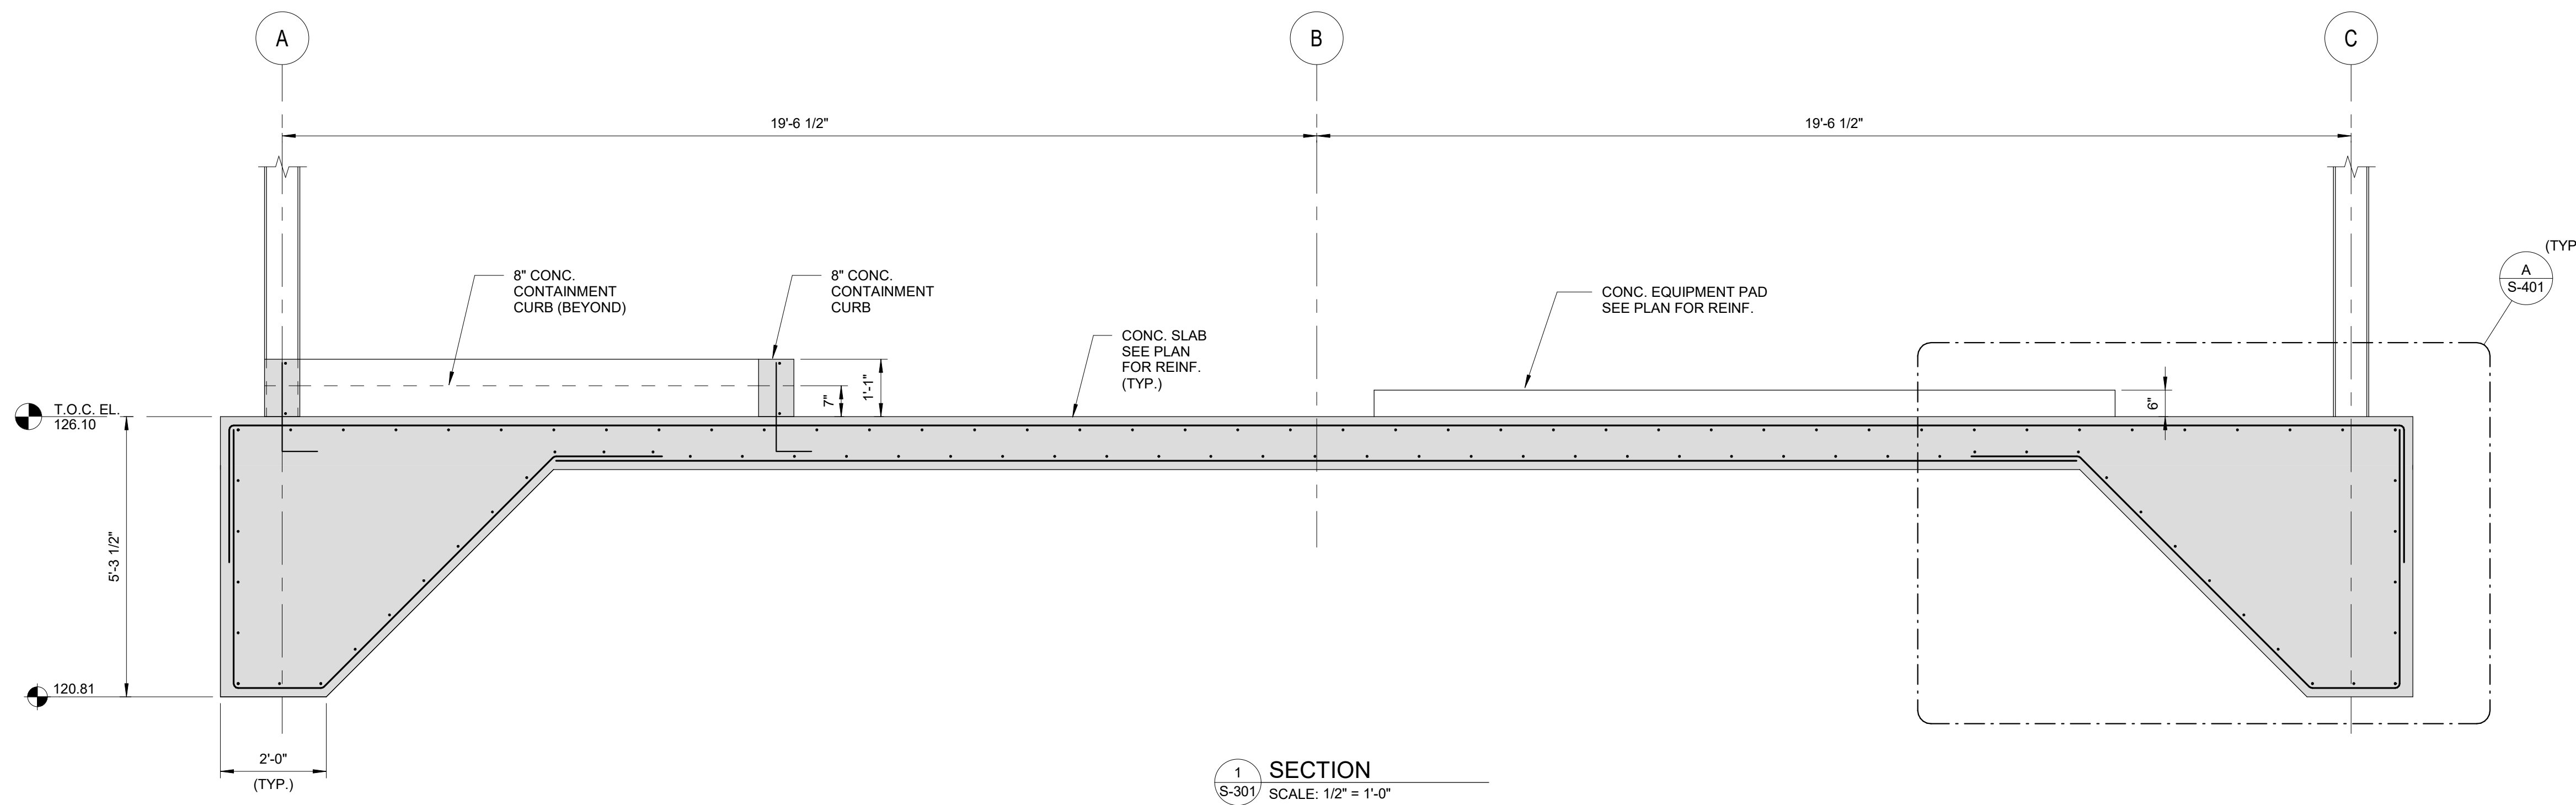 A
B
C
19'-6 1/2"
19'-6 1/2"
(TYP
A
S-401
8" CONC.
CONTAINMENT
CURB (BEYOND)
8" CONC.
CONTAINMENT
CURB
CONC. EQUIPMENT PAD
SEE PLAN FOR REINF.
CONC. SLAB
SEE PLAN
FOR REINF.
(TYP.)
7"
1'-1"
6"
T.O.C. EL.
126.10
5'-3 1/2"
120.81
2'-0"
(TYP.)
1
S-301
SECTION
SCALE: 1/2" = 1'-0"